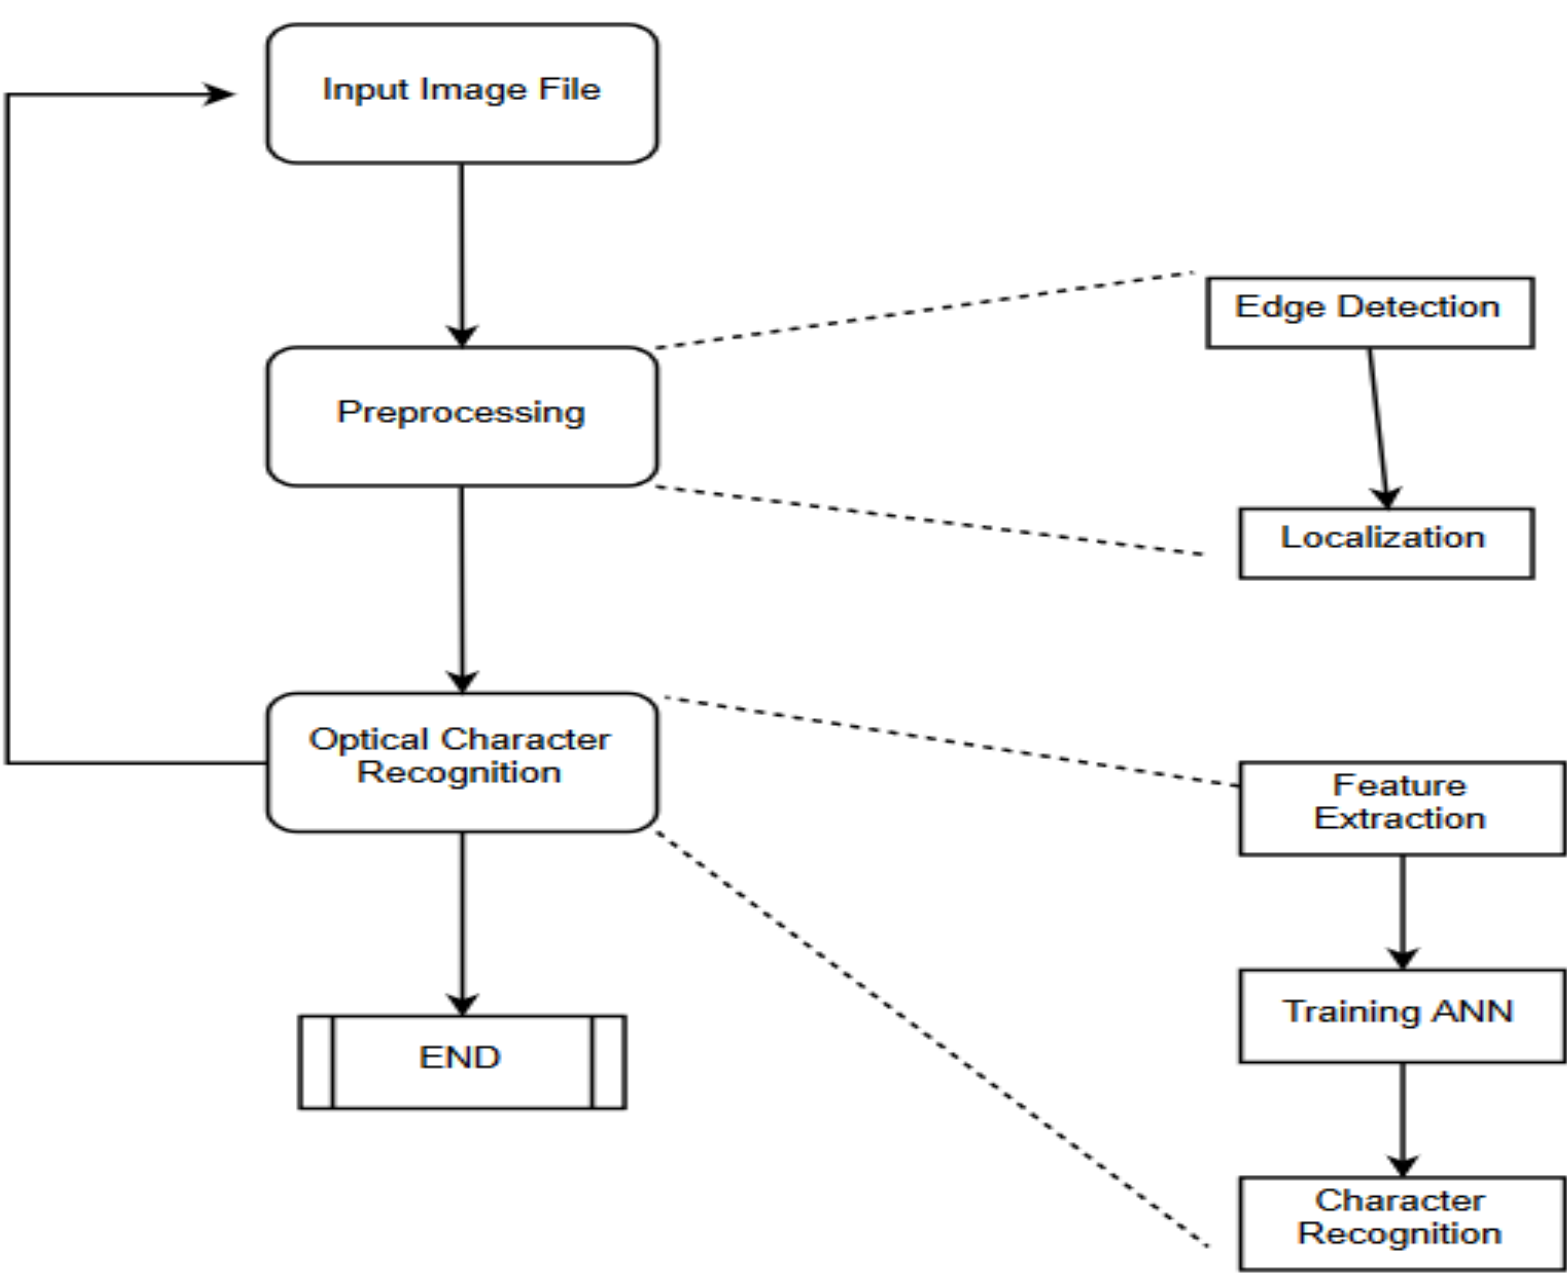 Input Image File
Preprocessing
Edge Detection
Localization
Optical Character
Recognition
Feature
Extraction
Training ANN
Character
Recognition
END